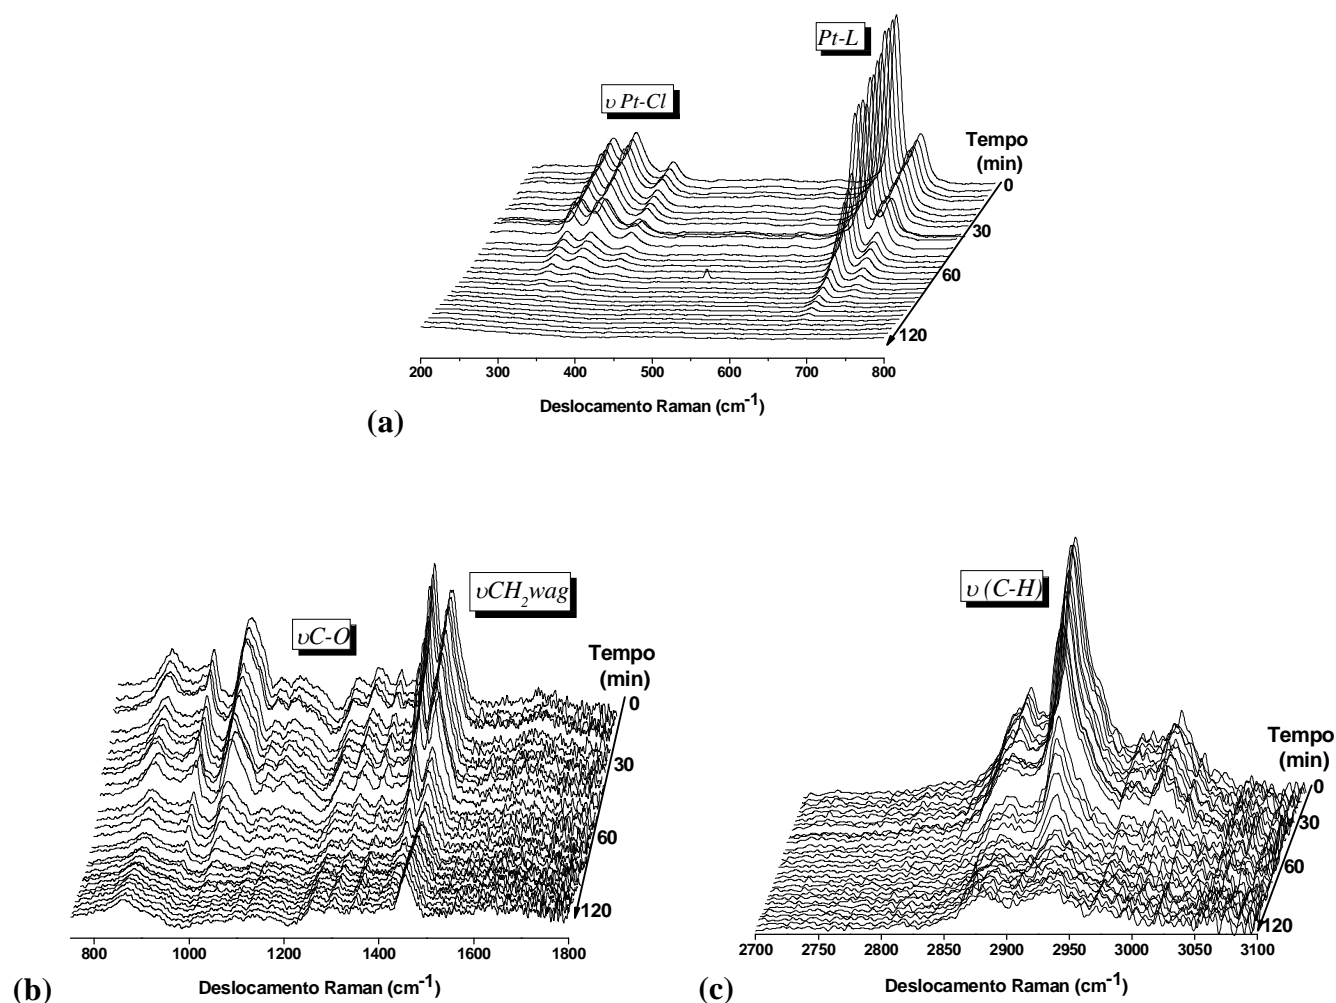 Pt-L
υ Pt-Cl
Tempo
(min)
0
30
60
120
200 300 400 500 600 700 800
Deslocamento Raman (cm-1)
(a)
υC-O
υCH2wag
Tempo
(min)
0
30
60
120
800 1000 1200 1400 1600 1800
Deslocamento Raman (cm-1)
(b)
υ (C-H)
Tempo
(min)
0
30
60
120
2700 2750 2800 2850 2900 2950 3000 3050 3100
Deslocamento Raman (cm-1)
(c)